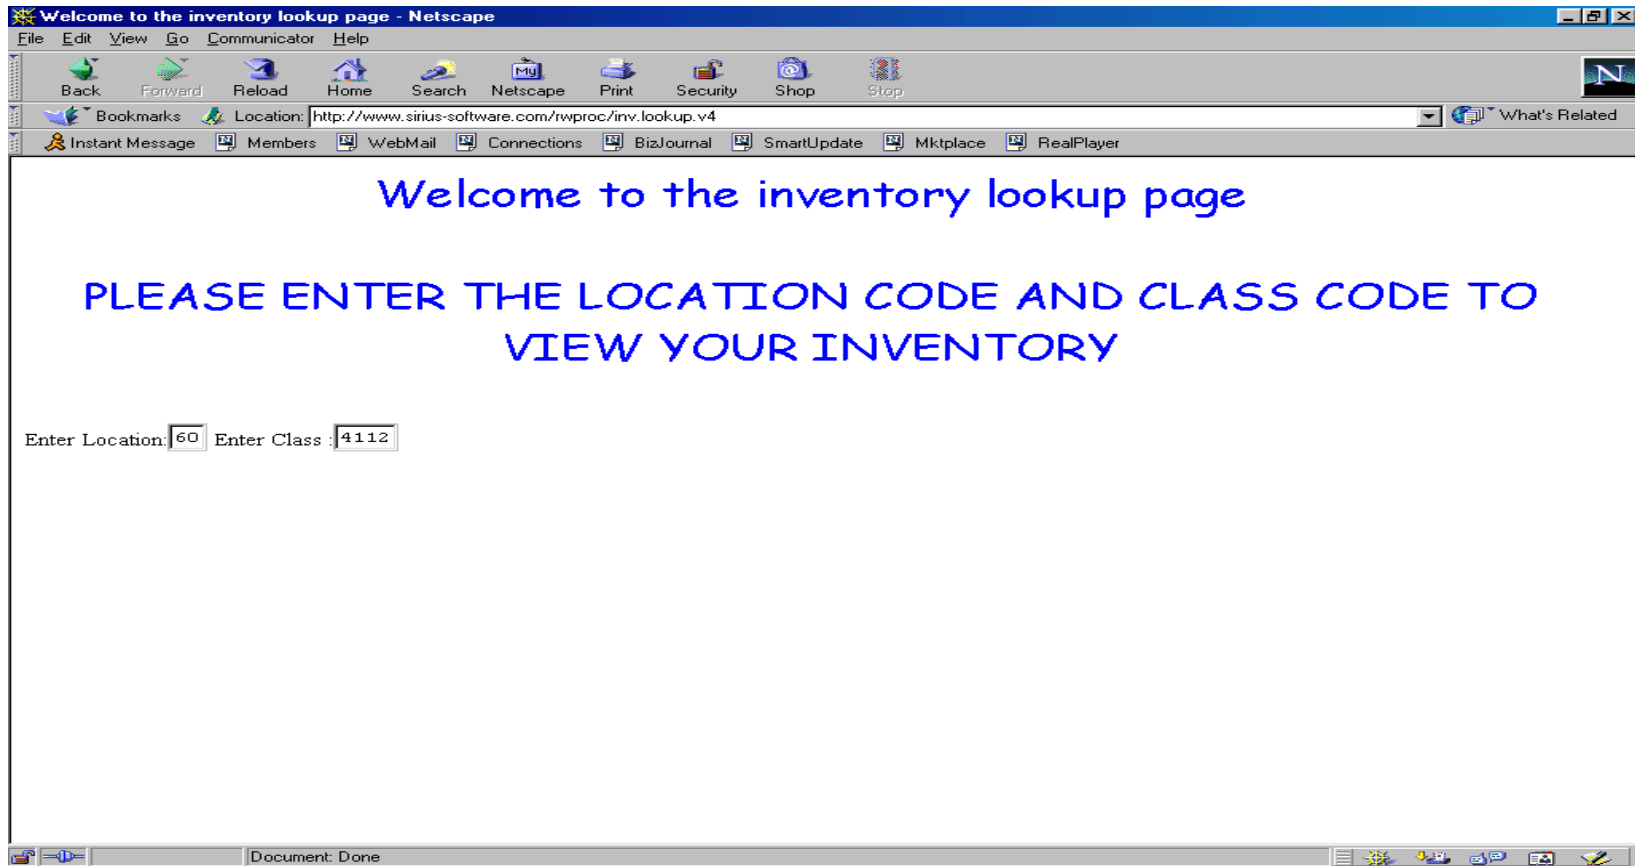 Welcome to the inventory lookup page - Netscape
File Edit View Go Communicator Help
Back Forward Reload Home Search Netscape Print Security Shop Stop
My
N
Bookmarks Location: http://www.sirius-software.com/rwproc/inv.lookup.v4 What's Related
Instant Message Members WebMail Connections BizJournal SmartUpdate Mktplace RealPlayer
Welcome to the inventory lookup page
PLEASE ENTER THE LOCATION CODE AND CLASS CODE TO
VIEW YOUR INVENTORY
Enter Location: 60 Enter Class : 4112
Document: Done